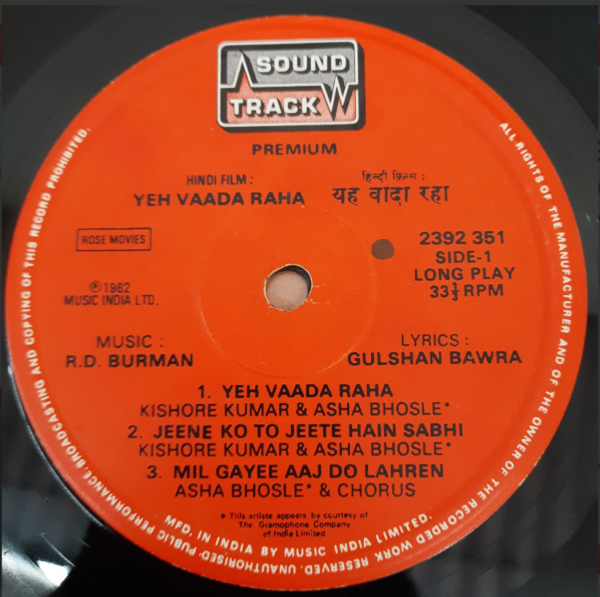 SOUND
TRACK
PREMIUM
HINDI FILM :
YEH VAADA RAHA
हिन्दी फ़िल्म :
यह वादा रहा
ROSE MOVIES
Ⓟ1982
MUSIC INDIA LTD.
2392 351
SIDE-1
LONG PLAY
33⅓ RPM
MUSIC :
R.D. BURMAN
LYRICS :
GULSHAN BAWRA
1. YEH VAADA RAHA
KISHORE KUMAR & ASHA BHOSLE*
2. JEENE KO TO JEETE HAIN SABHI
KISHORE KUMAR & ASHA BHOSLE*
3. MIL GAYEE AAJ DO LAHREN
ASHA BHOSLE* & CHORUS
* This artiste appears by courtesy of
The Gramophone Company
of India Limited
MFD. IN INDIA BY MUSIC INDIA LIMITED.
ALL RIGHTS OF THE MANUFACTURER AND OF THE OWNER OF THE RECORDED WORK RESERVED. UNAUTHORISED PUBLIC PERFORMANCE, BROADCASTING AND COPYING OF THIS RECORD PROHIBITED.